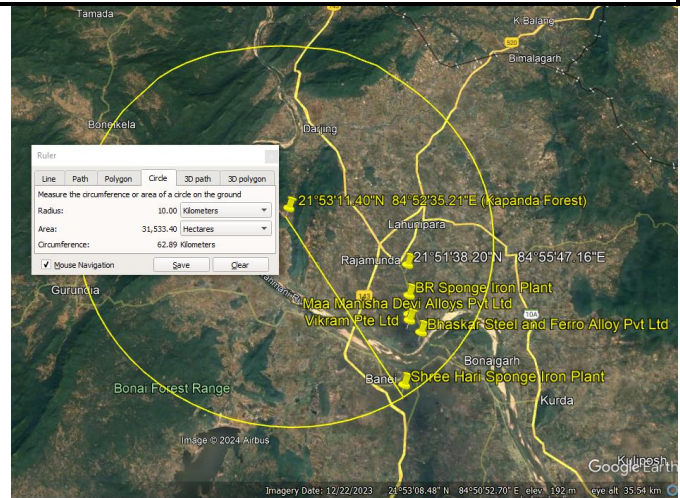 Tamada
K.Balang
520
Bimalagarh
Boneikela
Darjing
Ruler
Line Path Polygon Circle 3D path 3D polygon
Measure the circumference or area of a circle on the ground
Radius: 10.00 Kilometers
Area: 31,533.40 Hectares
Circumference: 62.89 Kilometers
Mouse Navigation Save Clear
21°53'11.40"N 84°52'35.21"E (Kapanda Forest)
Lahunipara
Rajamunda
21°51'38.20"N 84°55'47.16"E
Gurundia
BR Sponge Iron Plant
Maa Manisha Devi Alloys Pvt Ltd
Vikram Pte Ltd
Bhaskar Steel and Ferro Alloy Pvt Ltd
10A
Bonaigarh
Banei
Shree Hari Sponge Iron Plant
Bonai Forest Range
Kurda
Image © 2024 Airbus
Kuliposh
Google Earth
Imagery Date: 12/22/2023 21°53'08.48" N 84°50'52.70" E elev 192 m eye alt 35.54 km